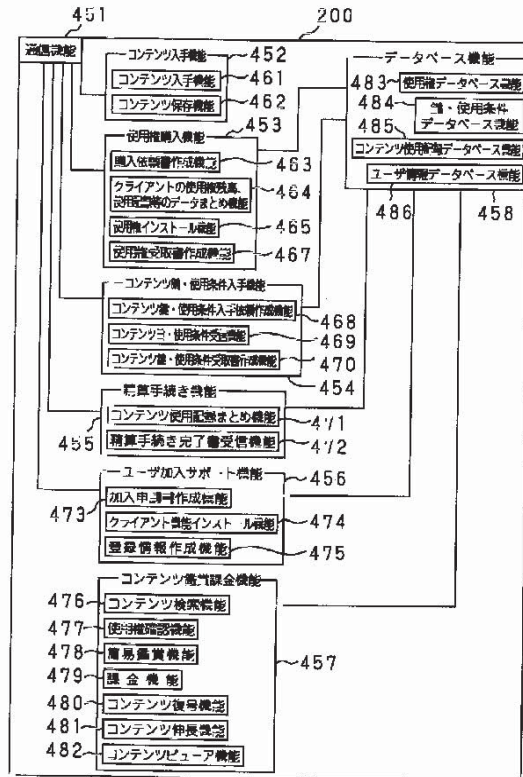 451
200
通信機能
コンテンツ入手機能
452
コンテンツ入手機能
461
コンテンツ保存機能
462
データベース機能
483
使用権データベース機能
484
鍵・使用条件
データベース機能
485
コンテンツ使用記録データベース機能
ユーザ情報データベース機能
486
458
使用権購入機能
453
購入依頼書作成機能
463
クライアントの使用権残高、
使用記録等のデータまとめ機能
464
使用権インストール機能
465
使用権受取書作成機能
467
コンテンツ鍵・使用条件入手機能
コンテンツ鍵・使用条件入手依頼作成機能
468
コンテンツ鍵・使用条件受送機能
469
コンテンツ鍵・使用条件受取書作成機能
470
454
精算手続き機能
コンテンツ使用記録まとめ機能
471
455
精算手続き完了書受信機能
472
ユーザ加入サポート機能
456
473
加入申請書作成機能
クライアント機能インストール機能
474
登録情報作成機能
475
コンテンツ鑑賞課金機能
476
コンテンツ検索機能
477
使用権確認機能
478
簡易鑑賞機能
479
課金機能
457
480
コンテンツ復号機能
481
コンテンツ伸長機能
482
コンテンツビューア機能